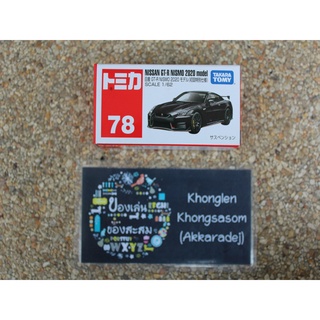 トミカ
78
NISSAN GT-R NISMO 2020 model
SCALE 1/62
サスペンション
TAKARA TOMY
ของเล่น
ของสะสม
Khonglen
Khongsasom
(Akkaradej)